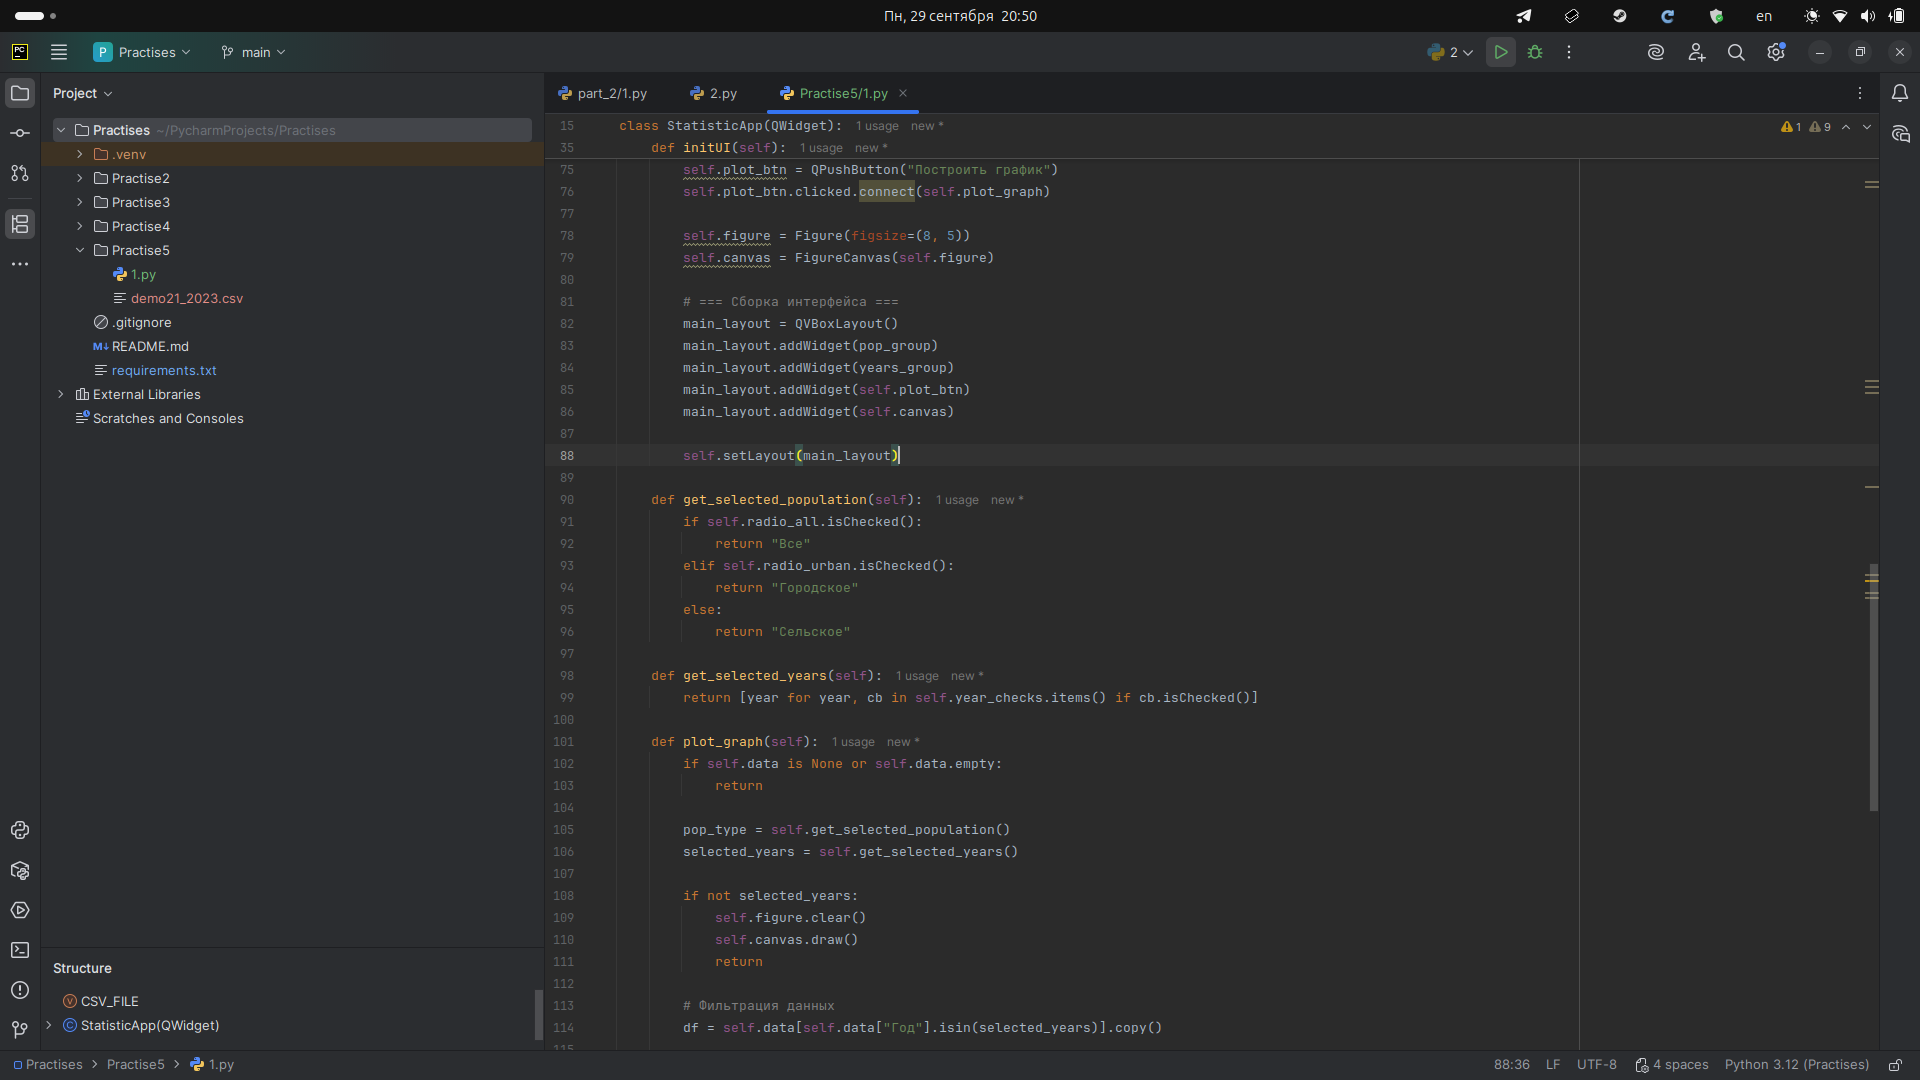 Пн, 29 сентября 20:50
en
PC
P Practises
main
2
Project
part_2/1.py
2.py
Practise5/1.py
Practises ~/PycharmProjects/Practises
.venv
Practise2
Practise3
Practise4
Practise5
1.py
demo21_2023.csv
.gitignore
M↓ README.md
requirements.txt
External Libraries
Scratches and Consoles
1 9
15 class StatisticApp(QWidget): 1 usage new *
35 def initUI(self): 1 usage new *
75 self.plot_btn = QPushButton("Построить график")
76 self.plot_btn.clicked.connect(self.plot_graph)
77
78 self.figure = Figure(figsize=(8, 5))
79 self.canvas = FigureCanvas(self.figure)
80
81 # === Сборка интерфейса ===
82 main_layout = QVBoxLayout()
83 main_layout.addWidget(pop_group)
84 main_layout.addWidget(years_group)
85 main_layout.addWidget(self.plot_btn)
86 main_layout.addWidget(self.canvas)
87
88 self.setLayout(main_layout)
89
90 def get_selected_population(self): 1 usage new *
91 if self.radio_all.isChecked():
92 return "Все"
93 elif self.radio_urban.isChecked():
94 return "Городское"
95 else:
96 return "Сельское"
97
98 def get_selected_years(self): 1 usage new *
99 return [year for year, cb in self.year_checks.items() if cb.isChecked()]
100
101 def plot_graph(self): 1 usage new *
102 if self.data is None or self.data.empty:
103 return
104
105 pop_type = self.get_selected_population()
106 selected_years = self.get_selected_years()
107
108 if not selected_years:
109 self.figure.clear()
110 self.canvas.draw()
111 return
112
113 # Фильтрация данных
114 df = self.data[self.data["Год"].isin(selected_years)].copy()
115
Structure
V CSV_FILE
C StatisticApp(QWidget)
Practises
Practise5
1.py
88:36
LF
UTF-8
4 spaces
Python 3.12 (Practises)